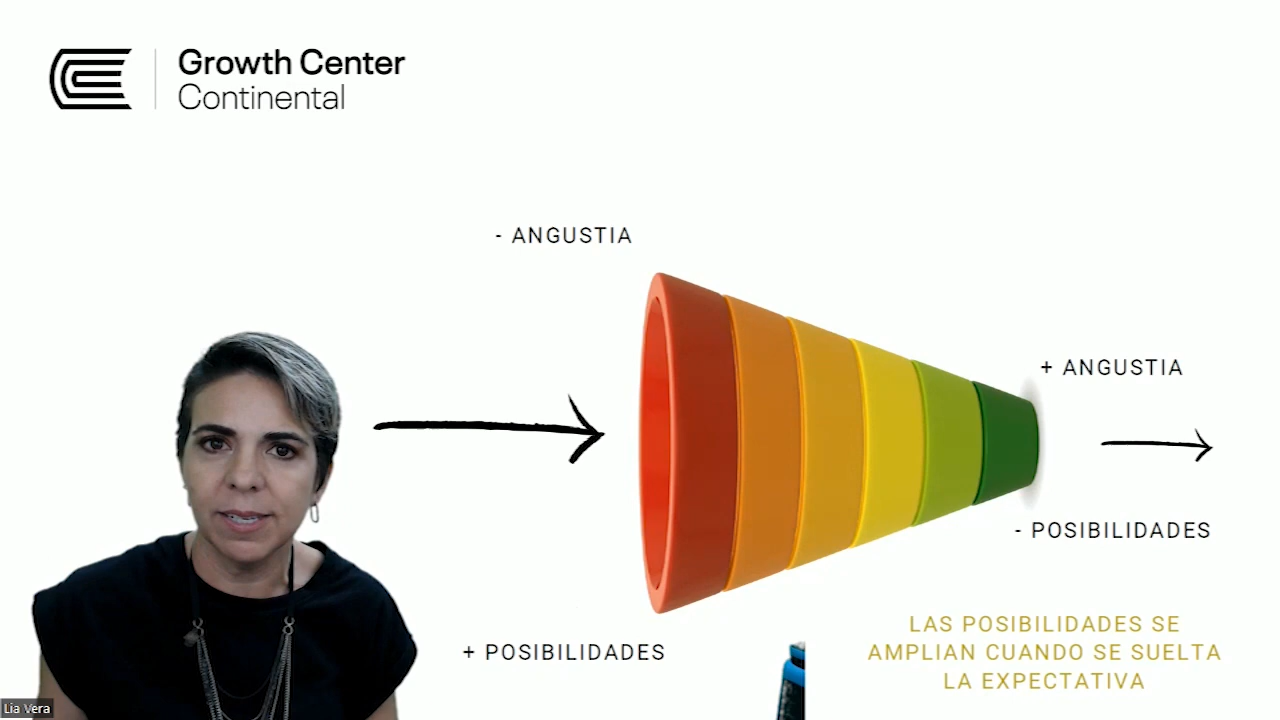 Growth Center
Continental
- ANGUSTIA
+ ANGUSTIA
- POSIBILIDADES
+ POSIBILIDADES
LAS POSIBILIDADES SE
AMPLIAN CUANDO SE SUELTA
LA EXPECTATIVA
Lia Vera